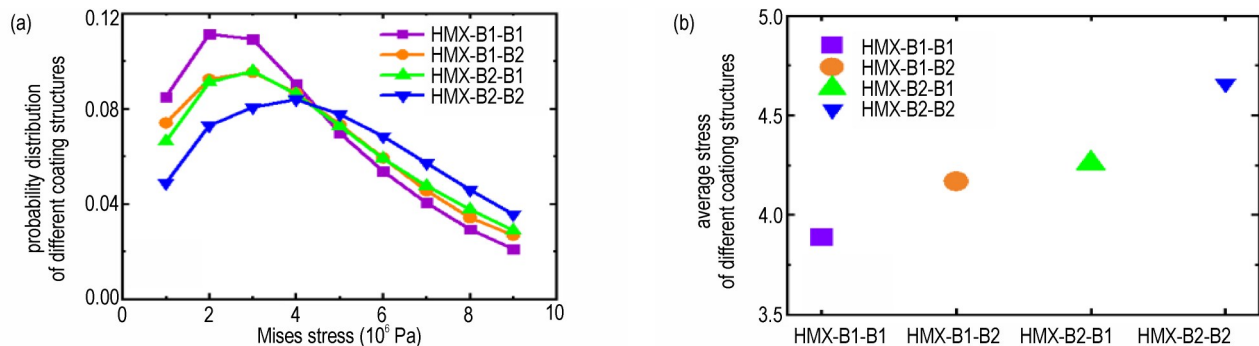 (a)
probability distribution
of different coating structures
0.12
0.08
0.04
0.00
HMX-B1-B1
HMX-B1-B2
HMX-B2-B1
HMX-B2-B2
0 2 4 6 8 10
Mises stress (10⁶ Pa)
(b)
average stress
of different coationg structures
5.0
4.5
4.0
3.5
HMX-B1-B1
HMX-B1-B2
HMX-B2-B1
HMX-B2-B2
HMX-B1-B1 HMX-B1-B2 HMX-B2-B1 HMX-B2-B2